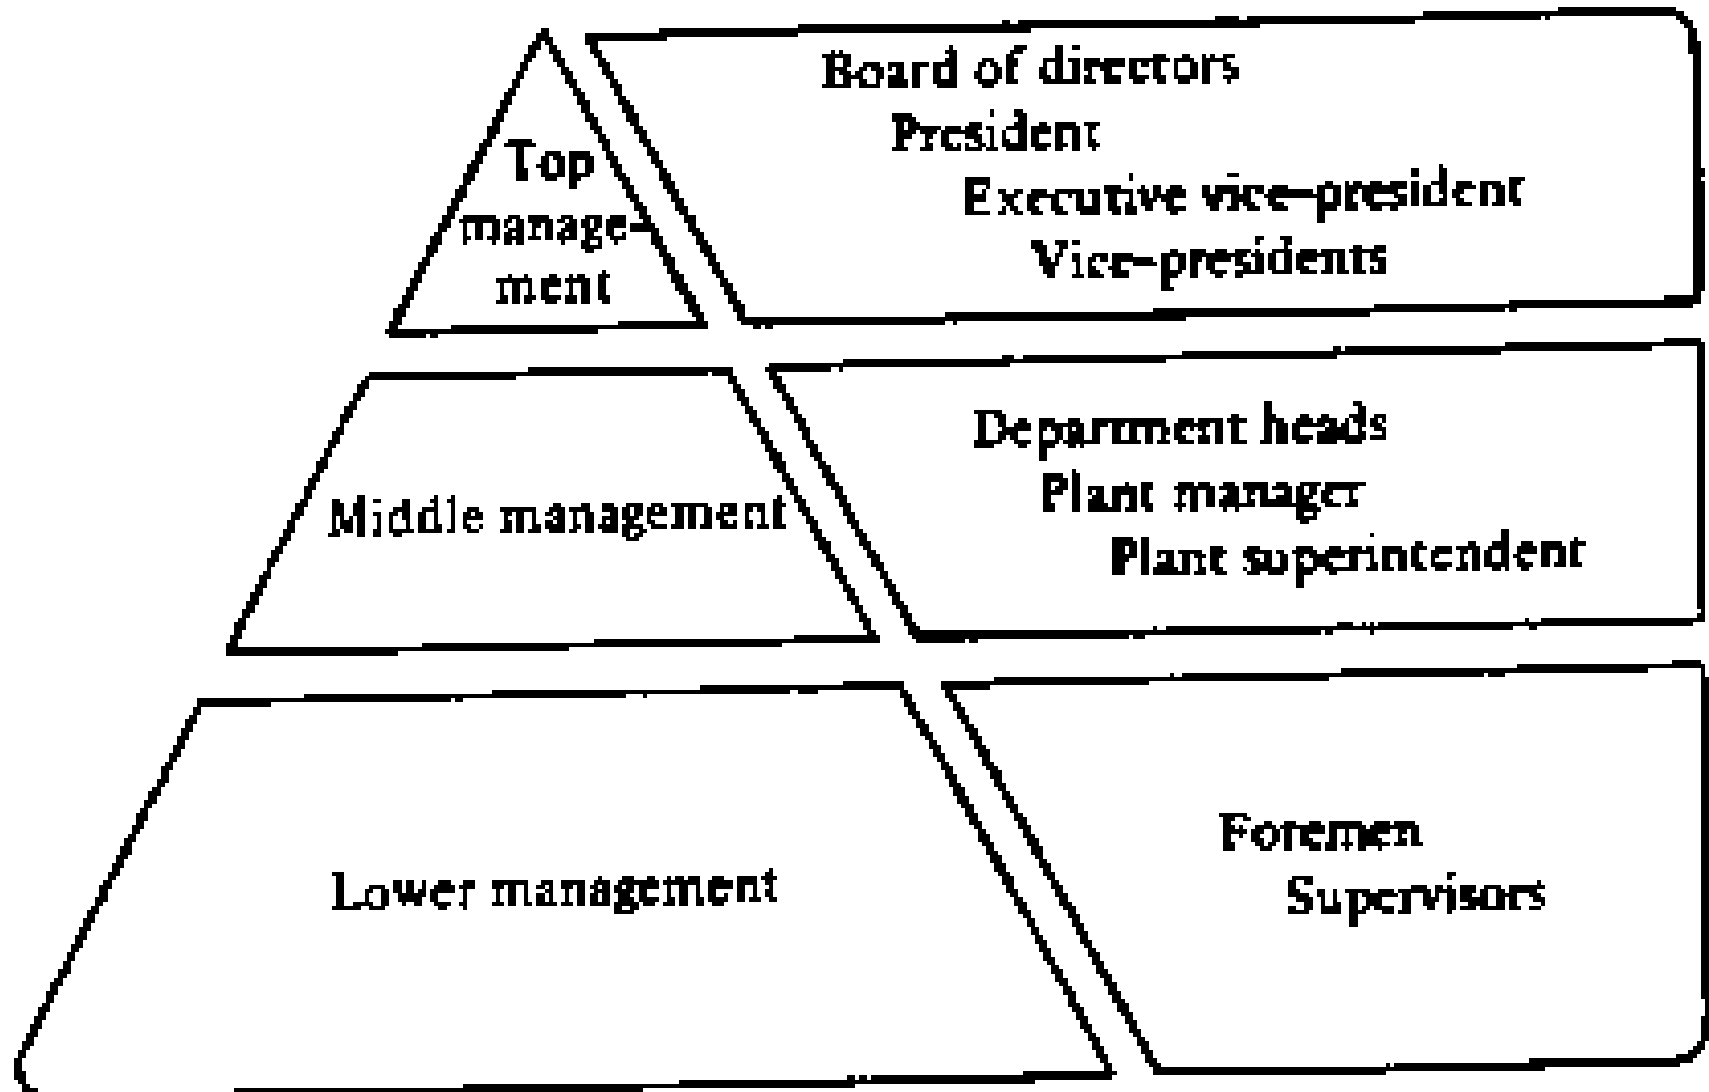 Top
manage-
ment
Board of directors
President
Executive vice-president
Vice-presidents
Middle management
Department heads
Plant manager
Plant superintendent
Lower management
Foremen
Supervisors